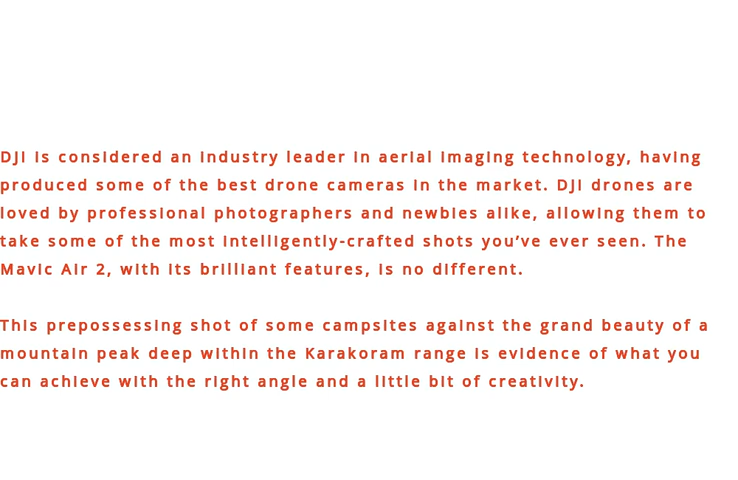 DJI is considered an industry leader in aerial imaging technology, having
produced some of the best drone cameras in the market. DJI drones are
loved by professional photographers and newbies alike, allowing them to
take some of the most intelligently-crafted shots you’ve ever seen. The
Mavic Air 2, with its brilliant features, is no different.
This prepossessing shot of some campsites against the grand beauty of a
mountain peak deep within the Karakoram range is evidence of what you
can achieve with the right angle and a little bit of creativity.